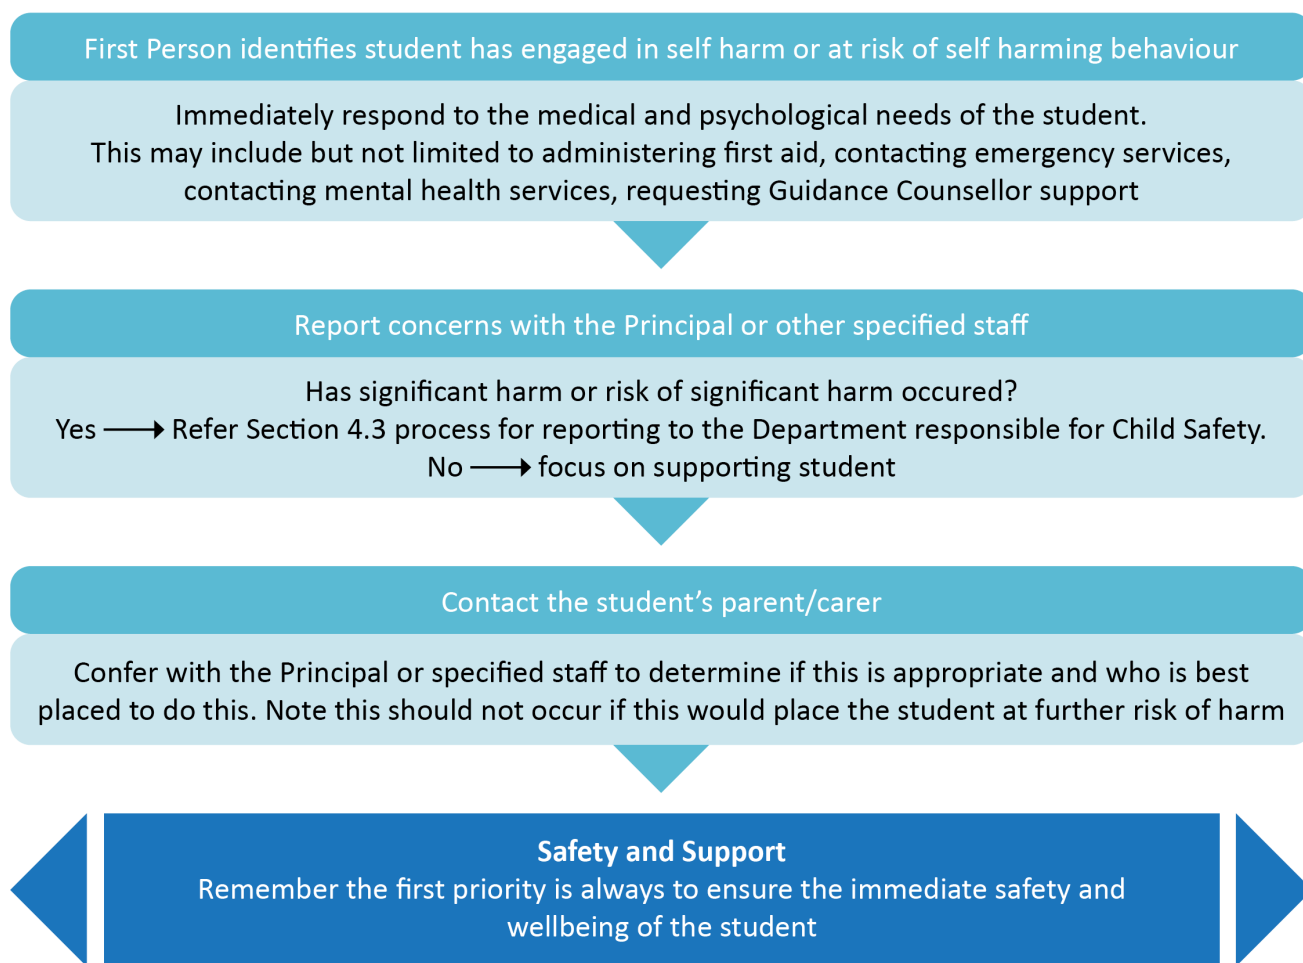 First Person identifies student has engaged in self harm or at risk of self harming behaviour
Immediately respond to the medical and psychological needs of the student.
This may include but not limited to administering first aid, contacting emergency services,
contacting mental health services, requesting Guidance Counsellor support
Report concerns with the Principal or other specified staff
Has significant harm or risk of significant harm occured?
Yes ⟶ Refer Section 4.3 process for reporting to the Department responsible for Child Safety.
No ⟶ focus on supporting student
Contact the student’s parent/carer
Confer with the Principal or specified staff to determine if this is appropriate and who is best
placed to do this. Note this should not occur if this would place the student at further risk of harm
Safety and Support
Remember the first priority is always to ensure the immediate safety and
wellbeing of the student